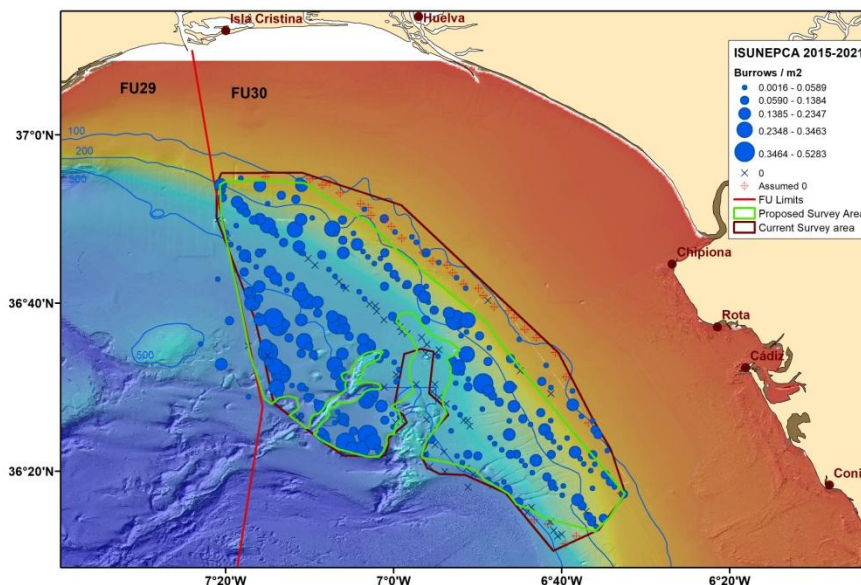 Isla Cristina
Huelva
ISUNEPCA 2015-2021
Burrows / m2
0.0016 - 0.0589
0.0590 - 0.1384
0.1385 - 0.2347
0.2348 - 0.3463
0.3464 - 0.5283
0
Assumed 0
FU Limits
Proposed Survey Area
Current Survey area
FU29
FU30
37°0'N
100
200
500
Chipiona
36°40'N
Rota
500
Cádiz
36°20'N
Coni
7°20'W
7°0'W
6°40'W